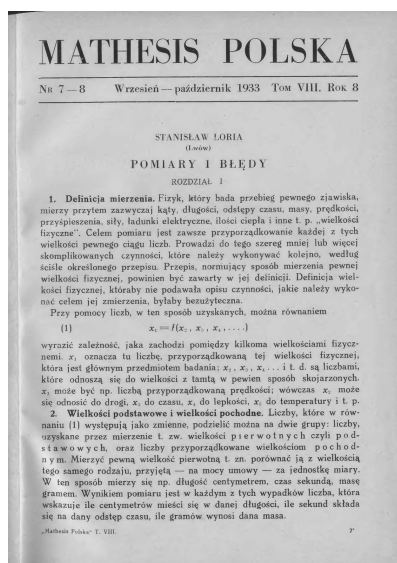 MATHESIS POLSKA
Nr 7 — 8 Wrzesień — październik 1933 Tom VIII, Rok 8
STANISŁAW LORIA
(Lwów)
POMIARY I BŁĘDY
ROZDZIAŁ I
1. Definicja mierzenia. Fizyk, który bada przebieg pewnego zjawiska,
mierzy przytem zazwyczaj kąty, długości, odstępy czasu, masy, prędkości,
przyśpieszenia, siły, ładunki elektryczne, ilości ciepła i inne t. p. „wielkości
fizyczne". Celem pomiaru jest zawsze przyporządkowanie każdej z tych
wielkości pewnego ciągu liczb. Prowadzi do tego szereg mniej lub więcej
skomplikowanych czynności, które należy wykonywać kolejno, według
ściśle określonego przepisu. Przepis, normujący sposób mierzenia pewnej
wielkości fizycznej, powinien być zawarty w jej definicji. Definicja wiel-
kości fizycznej, któraby nie podawała opisu czynności, jakie należy wyko-
nać celem jej zmierzenia, byłaby bezużyteczna.
Przy pomocy liczb, w ten sposób uzyskanych, można równaniem
(1) x₁ = f(x₂, x₃, x₄, . . . .)
wyrazić zależność, jaka zachodzi pomiędzy kilkoma wielkościami fizycz-
nemi. x₁ oznacza tu liczbę, przyporządkowaną tej wielkości fizycznej,
która jest głównym przedmiotem badania; x₂, x₃, x₄ . . . i t. d. są liczbami,
które odnoszą się do wielkości z tamtą w pewien sposób skojarzonych.
x₁ może być np. liczbą przyporządkowaną prędkości; wówczas x₂ może
się odnosić do drogi, x₃ do czasu, x₄ do lepkości, x₅ do temperatury i t. p.
2. Wielkości podstawowe i wielkości pochodne. Liczby, które w rów-
naniu (1) występują jako zmienne, podzielić można na dwie grupy: liczby,
uzyskane przez mierzenie t. zw. wielkości pierwotnych czyli pod-
stawowych, oraz liczby przyporządkowane wielkościom pochod-
nym. Mierzyć pewną wielkość pierwotną t. zn. porównać ją z wielkością
tego samego rodzaju, przyjętą — na mocy umowy — za jednostkę miary.
W ten sposób mierzy się np. długość centymetrem, czas sekundą, masę
gramem. Wynikiem pomiaru jest w każdym z tych wypadków liczba, która
wskazuje ile centymetrów mieści się w danej długości, ile sekund składa
się na dany odstęp czasu, ile gramów wynosi dana masa.
„Mathesis Polska" T. VIII. 7*